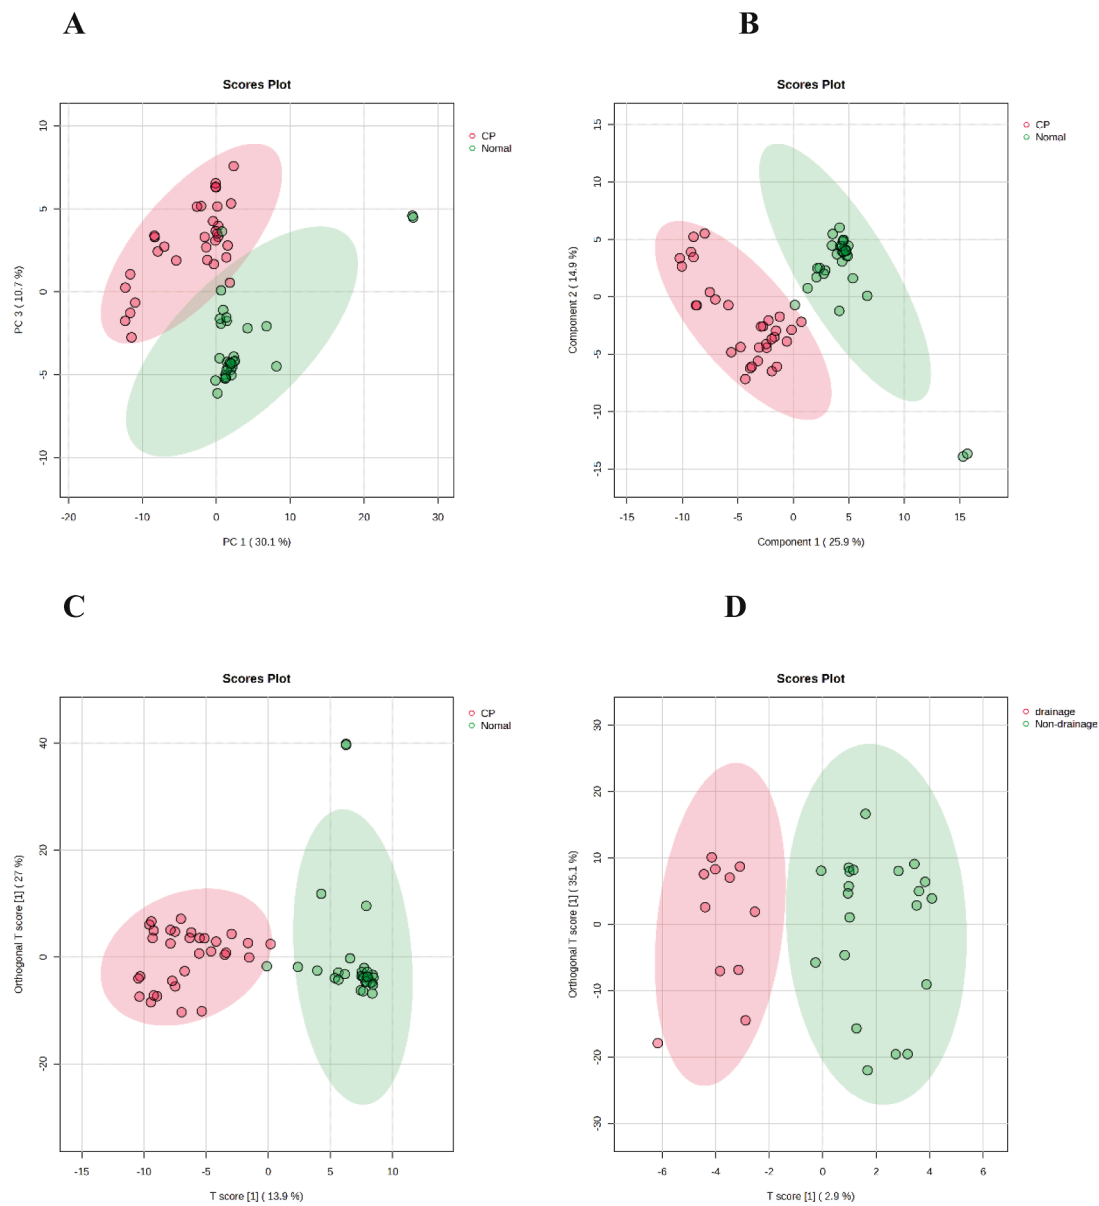 A
B
Scores Plot
CP
Nomal
PC 3 ( 10.7 %)
10
5
0
-5
-10
-20
-10
0
10
20
30
PC 1 ( 30.1 %)
Scores Plot
CP
Nomal
Component 2 ( 14.9 %)
15
10
5
0
-5
-10
-15
-15
-10
-5
0
5
10
15
Component 1 ( 25.9 %)
C
D
Scores Plot
CP
Nomal
Orthogonal T score [1] ( 27 %)
40
20
0
-20
-15
-10
-5
0
5
10
T score [1] ( 13.9 %)
Scores Plot
drainage
Non-drainage
Orthogonal T score [1] ( 35.1 %)
30
20
10
0
-10
-20
-30
-6
-4
-2
0
2
4
6
T score [1] ( 2.9 %)